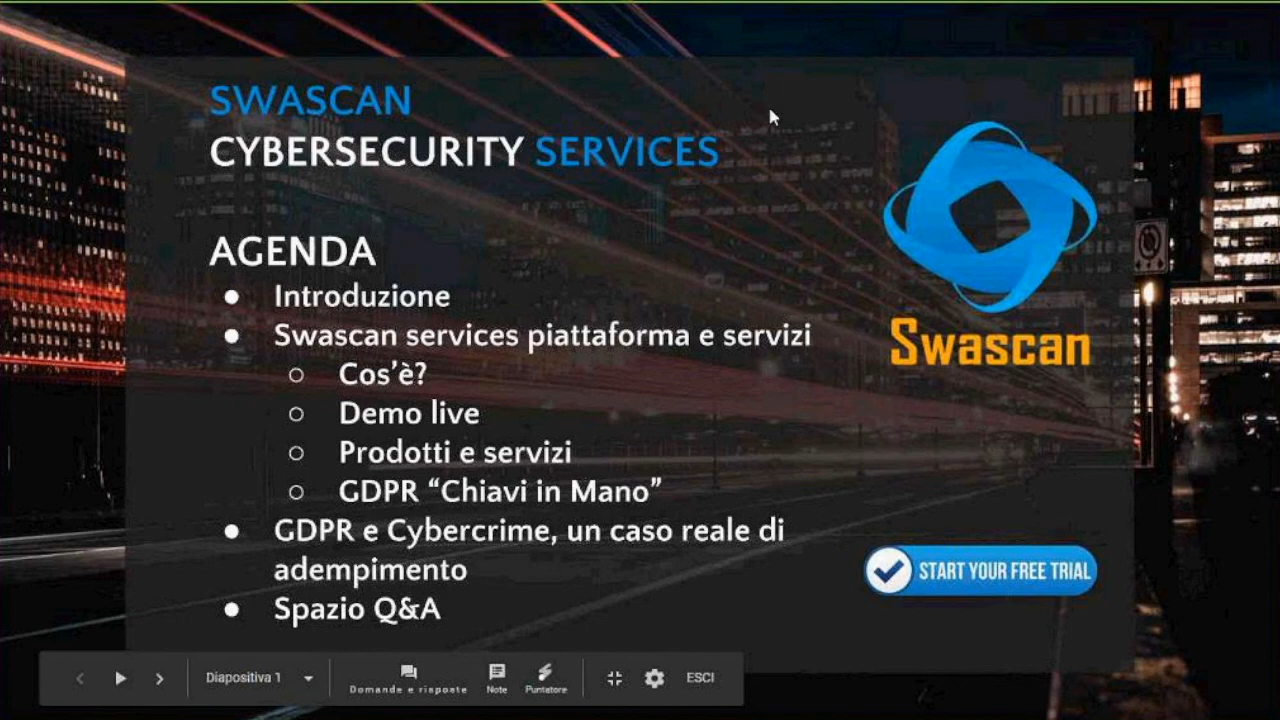 SWASCAN
CYBERSECURITY SERVICES
AGENDA
● Introduzione
● Swascan services piattaforma e servizi
○ Cos'è?
○ Demo live
○ Prodotti e servizi
○ GDPR “Chiavi in Mano”
● GDPR e Cybercrime, un caso reale di
adempimento
● Spazio Q&A
Swascan
START YOUR FREE TRIAL
Diapositiva 1
Domande e risposte
Note
Puntatore
ESCI